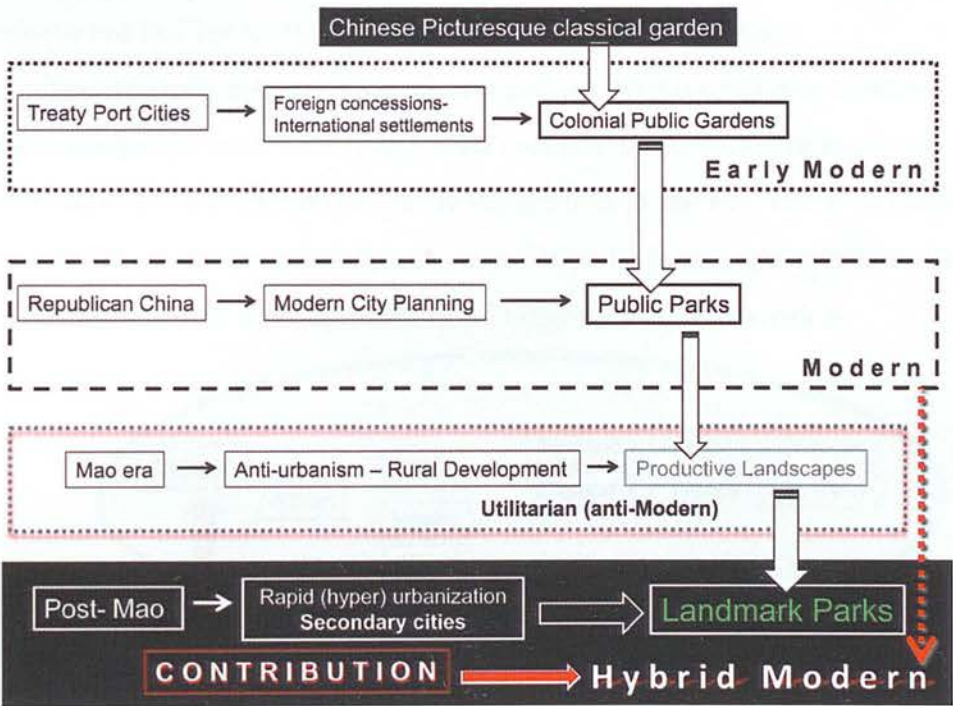 Chinese Picturesque classical garden
Treaty Port Cities
Foreign concessions-
International settlements
Colonial Public Gardens
Early Modern
Republican China
Modern City Planning
Public Parks
Modern
Mao era
Anti-urbanism – Rural Development
Productive Landscapes
Utilitarian (anti-Modern)
Post- Mao
Rapid (hyper) urbanization
Secondary cities
Landmark Parks
CONTRIBUTION
Hybrid Modern